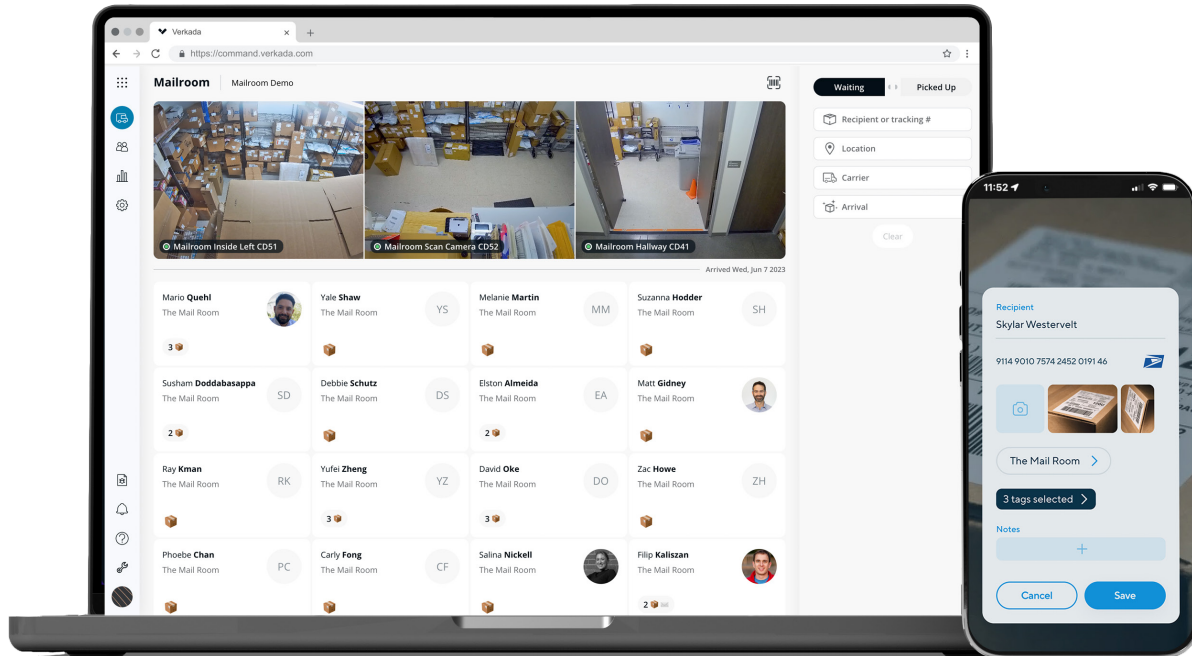 Verkada
https://command.verkada.com
Mailroom
Mailroom Demo
Mailroom Inside Left CD51
Mailroom Scan Camera CD52
Mailroom Hallway CD41
Arrived Wed, Jun 7 2023
Mario Quehl
The Mail Room
3
Yale Shaw
The Mail Room
YS
Melanie Martin
The Mail Room
MM
Suzanna Hodder
The Mail Room
SH
Susham Doddabasappa
The Mail Room
SD
2
Debbie Schutz
The Mail Room
DS
Elston Almeida
The Mail Room
EA
2
Matt Gidney
The Mail Room
Ray Kman
The Mail Room
RK
Yufei Zheng
The Mail Room
YZ
3
David Oke
The Mail Room
DO
3
Zac Howe
The Mail Room
ZH
Phoebe Chan
The Mail Room
PC
Carly Fong
The Mail Room
CF
Salina Nickell
The Mail Room
Filip Kaliszan
The Mail Room
2
Waiting
Picked Up
Recipient or tracking #
Location
Carrier
Arrival
Clear
11:52
Recipient
Skylar Westervelt
9114 9010 7574 2452 0191 46
The Mail Room
3 tags selected
Notes
Cancel
Save